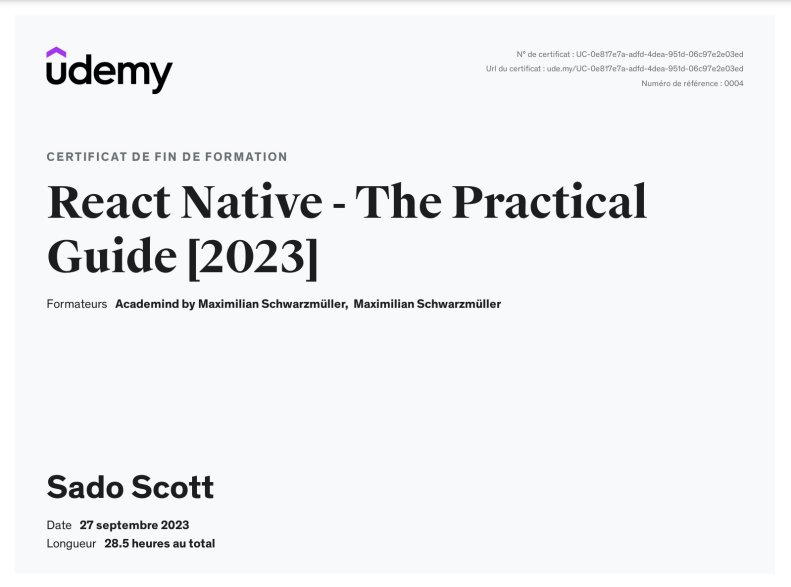 udemy
N° de certificat : UC-0e817e7a-adfd-4dea-951d-06c97e2e03ed
Url du certificat : ude.my/UC-0e817e7a-adfd-4dea-951d-06c97e2e03ed
Numéro de référence : 0004
CERTIFICAT DE FIN DE FORMATION
React Native - The Practical
Guide [2023]
Formateurs Academind by Maximilian Schwarzmüller, Maximilian Schwarzmüller
Sado Scott
Date 27 septembre 2023
Longueur 28.5 heures au total